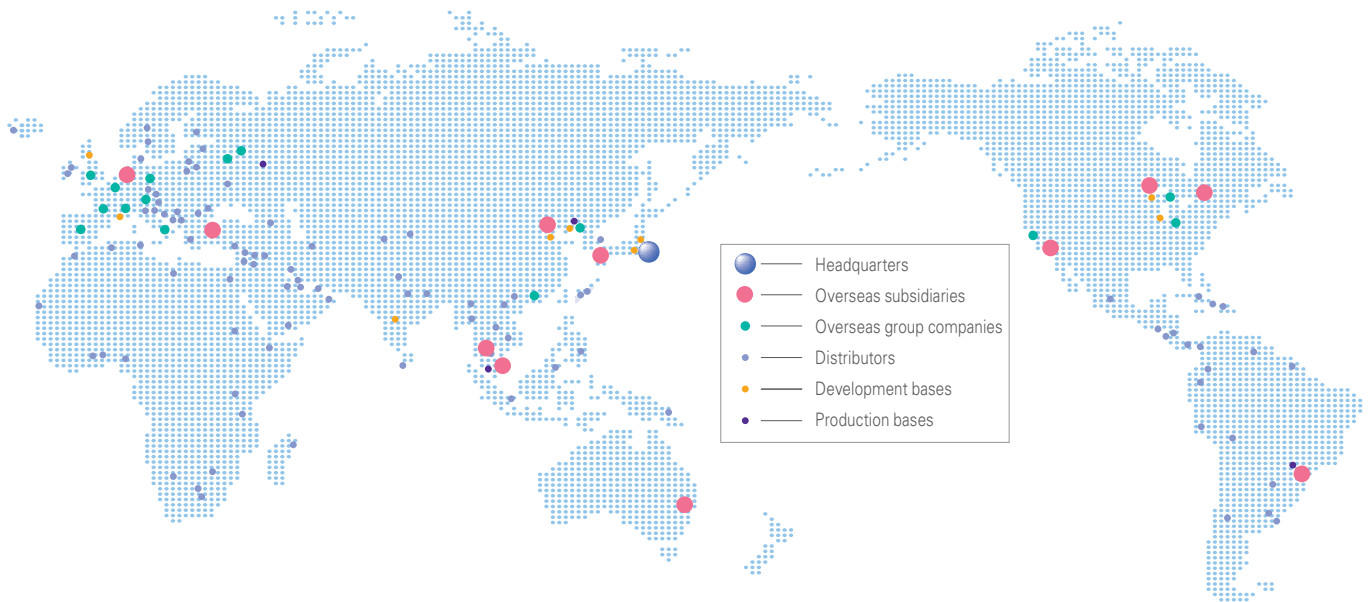 Headquarters
Overseas subsidiaries
Overseas group companies
Distributors
Development bases
Production bases